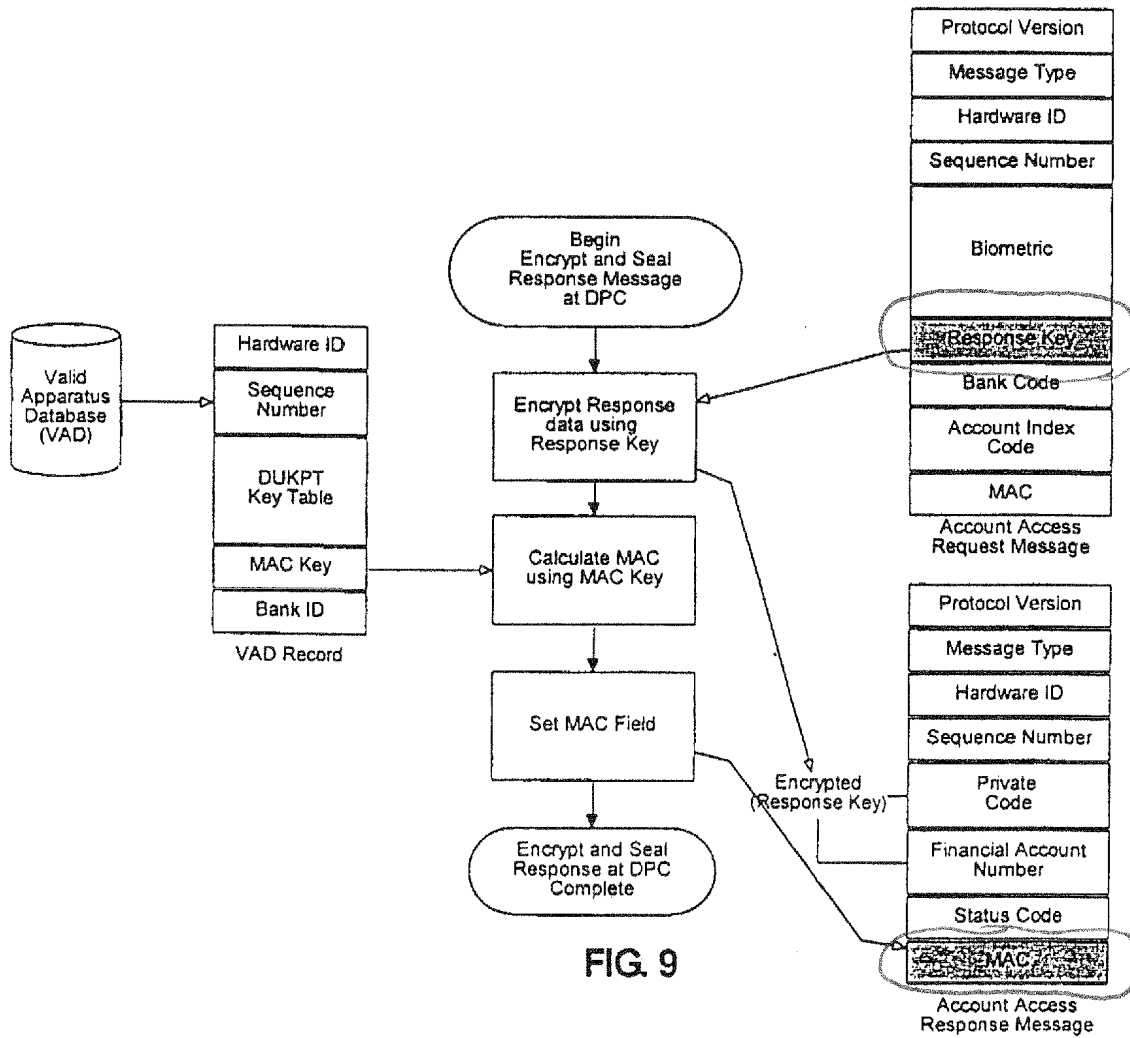 Protocol Version
Message Type
Hardware ID
Sequence Number
Biometric
Response Key
Bank Code
Account Index
Code
MAC
Account Access
Request Message
Begin
Encrypt and Seal
Response Message
at DPC
Encrypt Response
data using
Response Key
Calculate MAC
using MAC Key
Set MAC Field
Encrypt and Seal
Response at DPC
Complete
Valid
Apparatus
Database
(VAD)
Hardware ID
Sequence
Number
DUKPT
Key Table
MAC Key
Bank ID
VAD Record
Encrypted
(Response Key)
Protocol Version
Message Type
Hardware ID
Sequence Number
Private
Code
Financial Account
Number
Status Code
MAC
Account Access
Response Message
FIG. 9